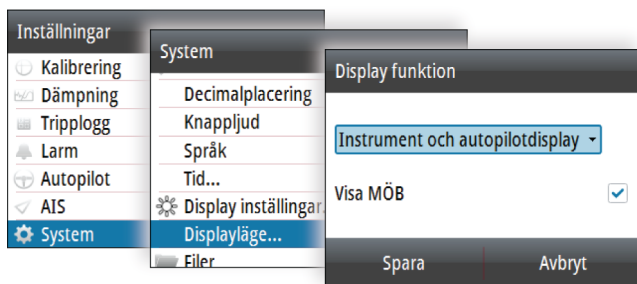 Inställningar
Kalibrering
Dämpning
Tripplogg
Larm
Autopilot
AIS
System
System
Decimalplacering
Knappljud
Språk
Tid...
Display inställningar.
Displayläge...
Filer
Display funktion
Instrument och autopilotdisplay
Visa MÖB
Spara Avbryt